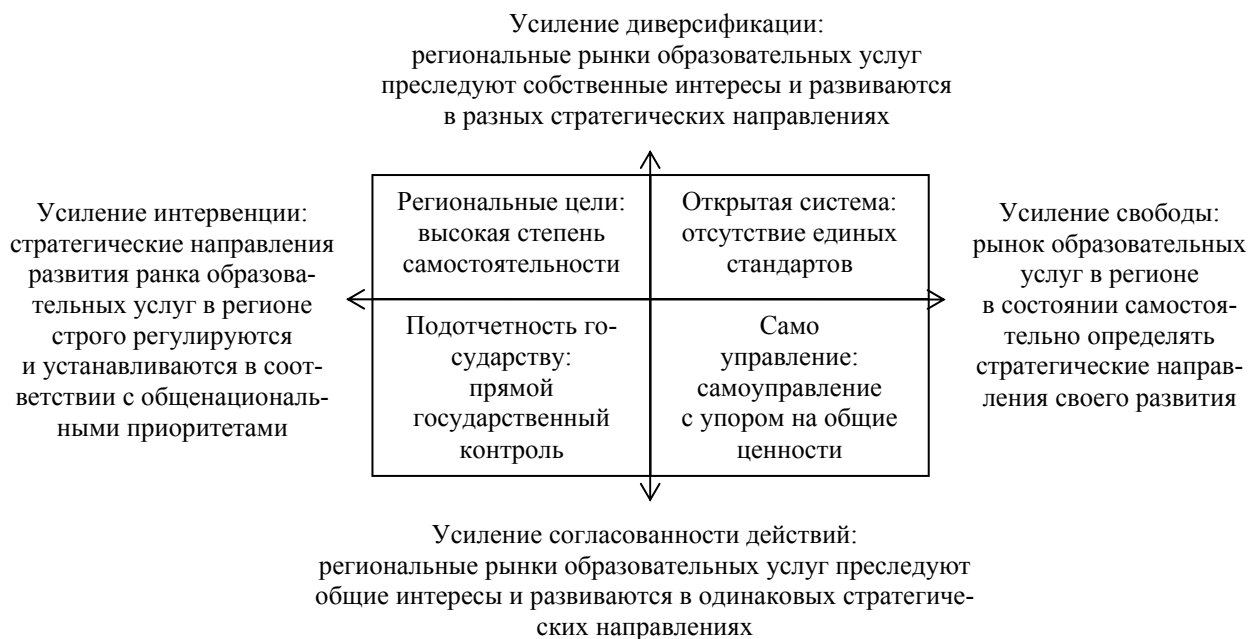 Усиление диверсификации:
региональные рынки образовательных услуг
преследуют собственные интересы и развиваются
в разных стратегических направлениях
Усиление интервенции:
стратегические направления
развития ранка образова-
тельных услуг в регионе
строго регулируются
и устанавливаются в соот-
ветствии с общенациональ-
ными приоритетами
Региональные цели:
высокая степень
самостоятельности
Открытая система:
отсутствие единых
стандартов
Подотчетность го-
сударству:
прямой
государственный
контроль
Само
управление:
самоуправление
с упором на общие
ценности
Усиление свободы:
рынок образовательных
услуг в регионе
в состоянии самостоя-
тельно определять
стратегические направ-
ления своего развития
Усиление согласованности действий:
региональные рынки образовательных услуг преследуют
общие интересы и развиваются в одинаковых стратегиче-
ских направлениях